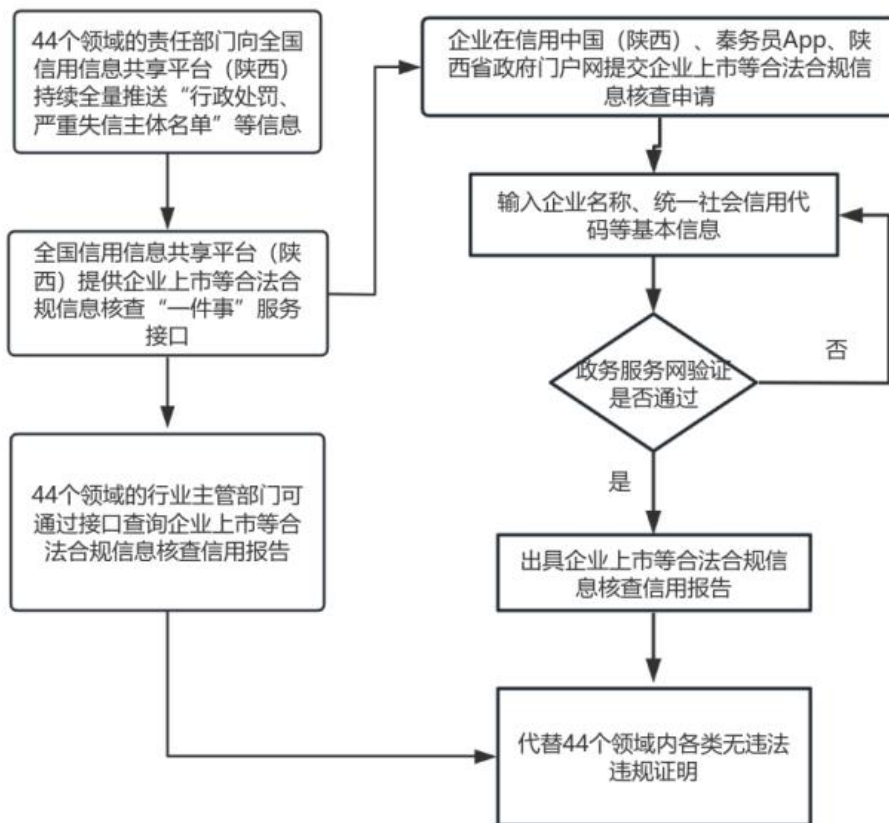 44个领域的责任部门向全国
信用信息共享平台（陕西）
持续全量推送“行政处罚、
严重失信主体名单”等信息
全国信用信息共享平台（陕
西）提供企业上市等合法合
规信息核查“一件事”服务
接口
44个领域的行业主管部门可
通过接口查询企业上市等合
法合规信息核查信用报告
企业在信用中国（陕西）、秦务员App、陕
西省政府门户网提交企业上市等合法合规信
息核查申请
输入企业名称、统一社会信用代
码等基本信息
政务服务网验证
是否通过
否
是
出具企业上市等合法合规信
息核查信用报告
代替44个领域内各类无违法
违规证明